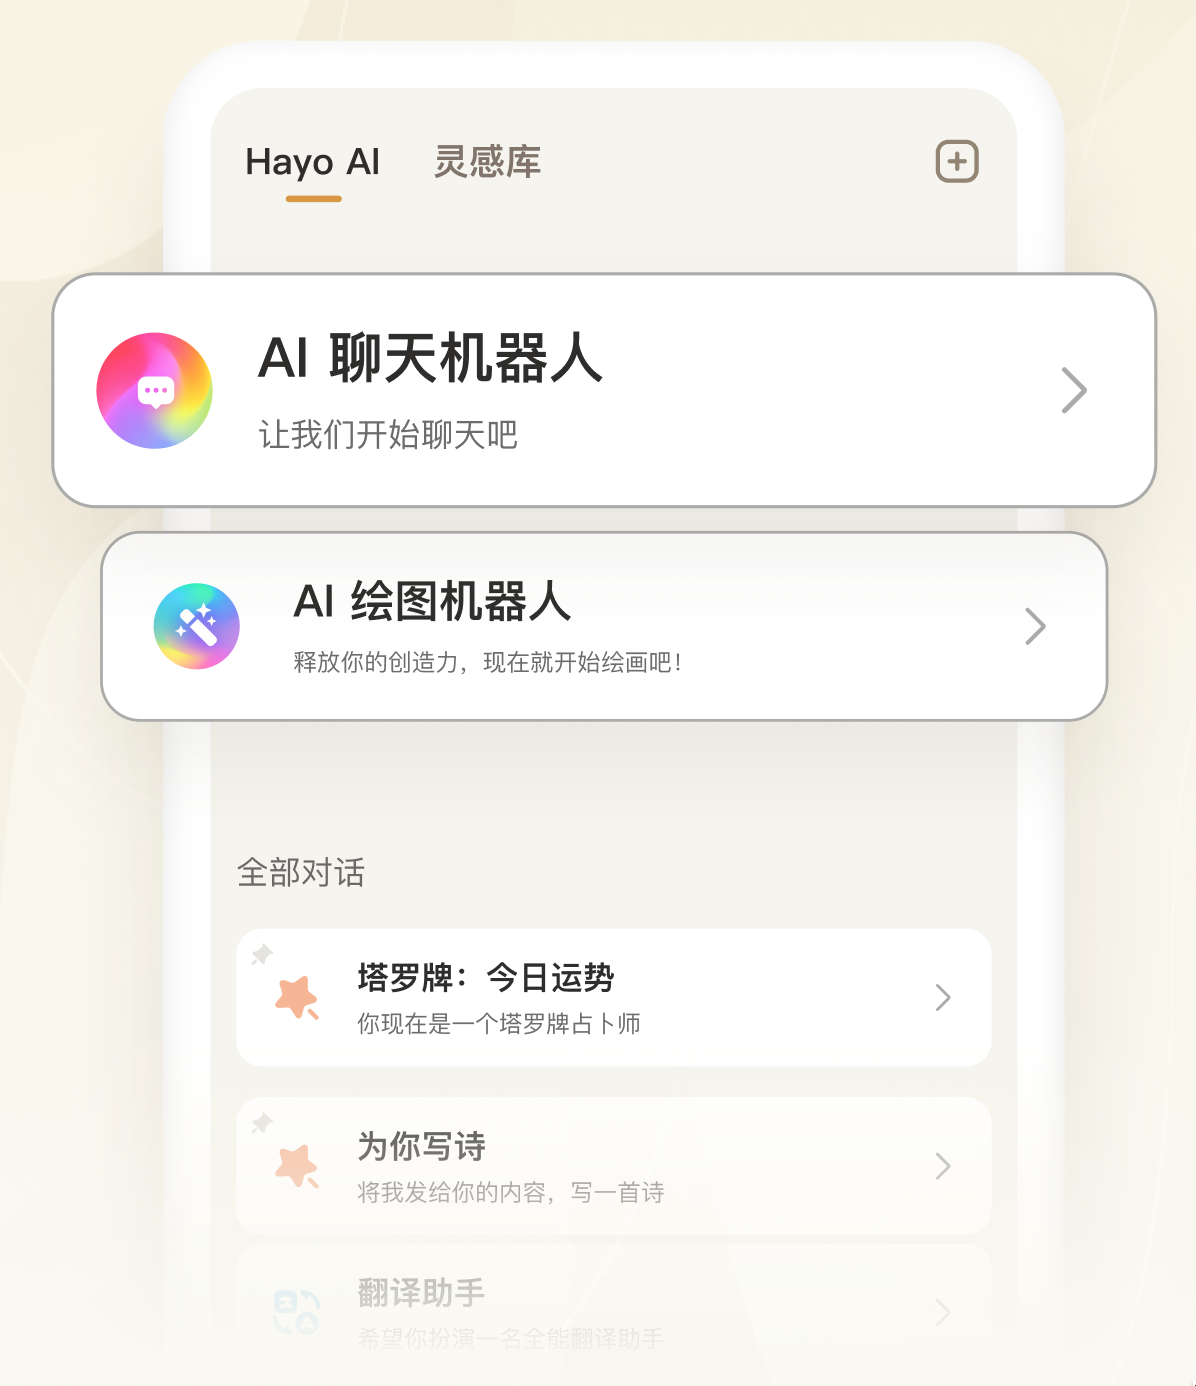 Hayo AI 灵感库
AI 聊天机器人
让我们开始聊天吧
AI 绘图机器人
释放你的创造力，现在就开始绘画吧！
全部对话
塔罗牌：今日运势
你现在是一个塔罗牌占卜师
为你写诗
将我发给你的内容，写一首诗
翻译助手
希望你扮演一名全能翻译助手